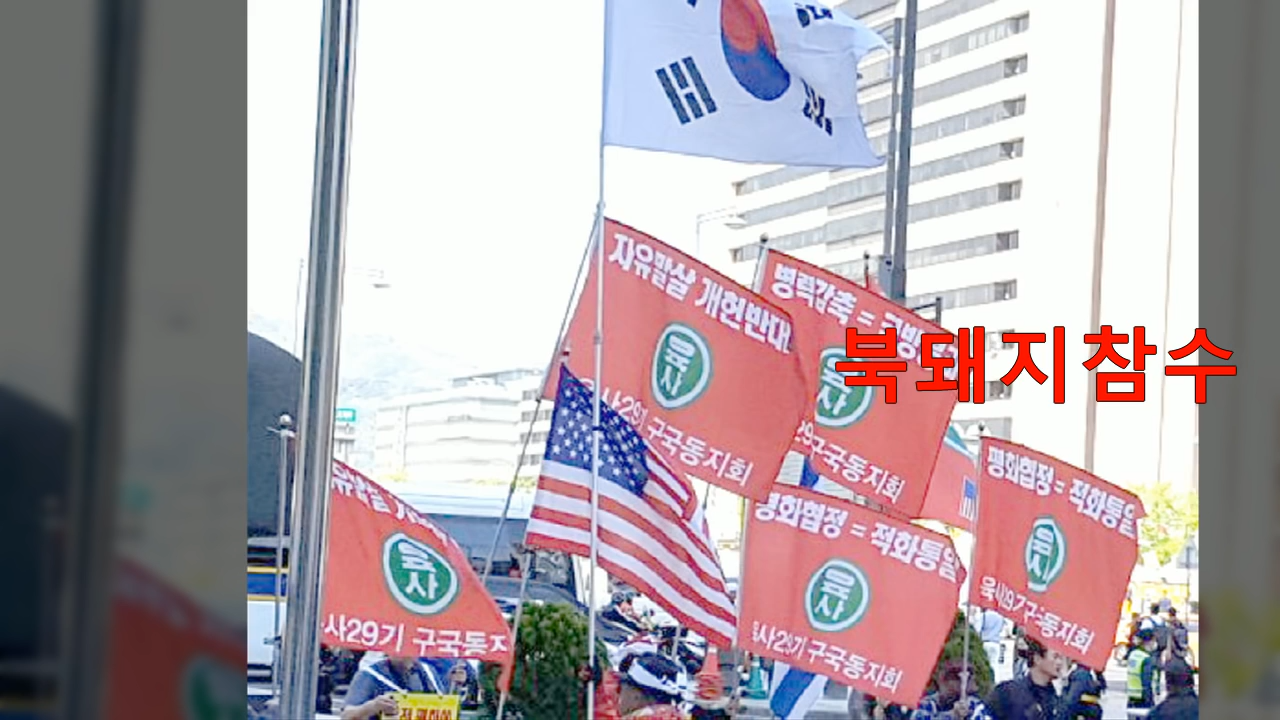 자유말살 개헌반대
육사
29기 구국동지회
병력감축 =
육사
29기구국동지회
북돼지참수
평화협정 = 적화통일
육사
육사29기구국동지회
평화협정 = 적화통일
육사
육사29기 구국동지회
육사
사29기 구국동지